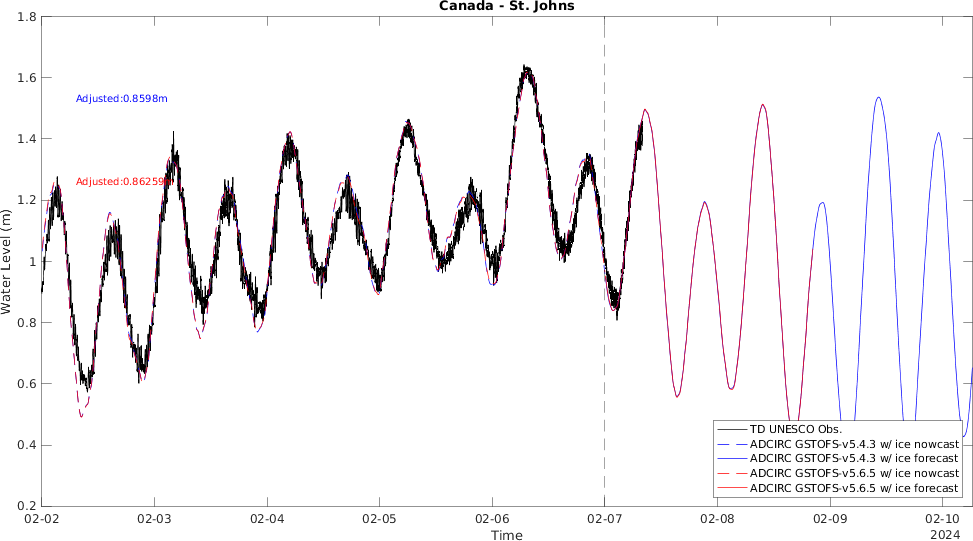 Canada - St. Johns
1.8
1.6
1.4
1.2
1
0.8
0.6
0.4
0.2
Water Level (m)
Adjusted:0.8598m
Adjusted:0.86259m
TD UNESCO Obs.
ADCIRC GSTOFS-v5.4.3 w/ ice nowcast
ADCIRC GSTOFS-v5.4.3 w/ ice forecast
ADCIRC GSTOFS-v5.6.5 w/ ice nowcast
ADCIRC GSTOFS-v5.6.5 w/ ice forecast
02-02 02-03 02-04 02-05 02-06 02-07 02-08 02-09 02-10
Time
2024